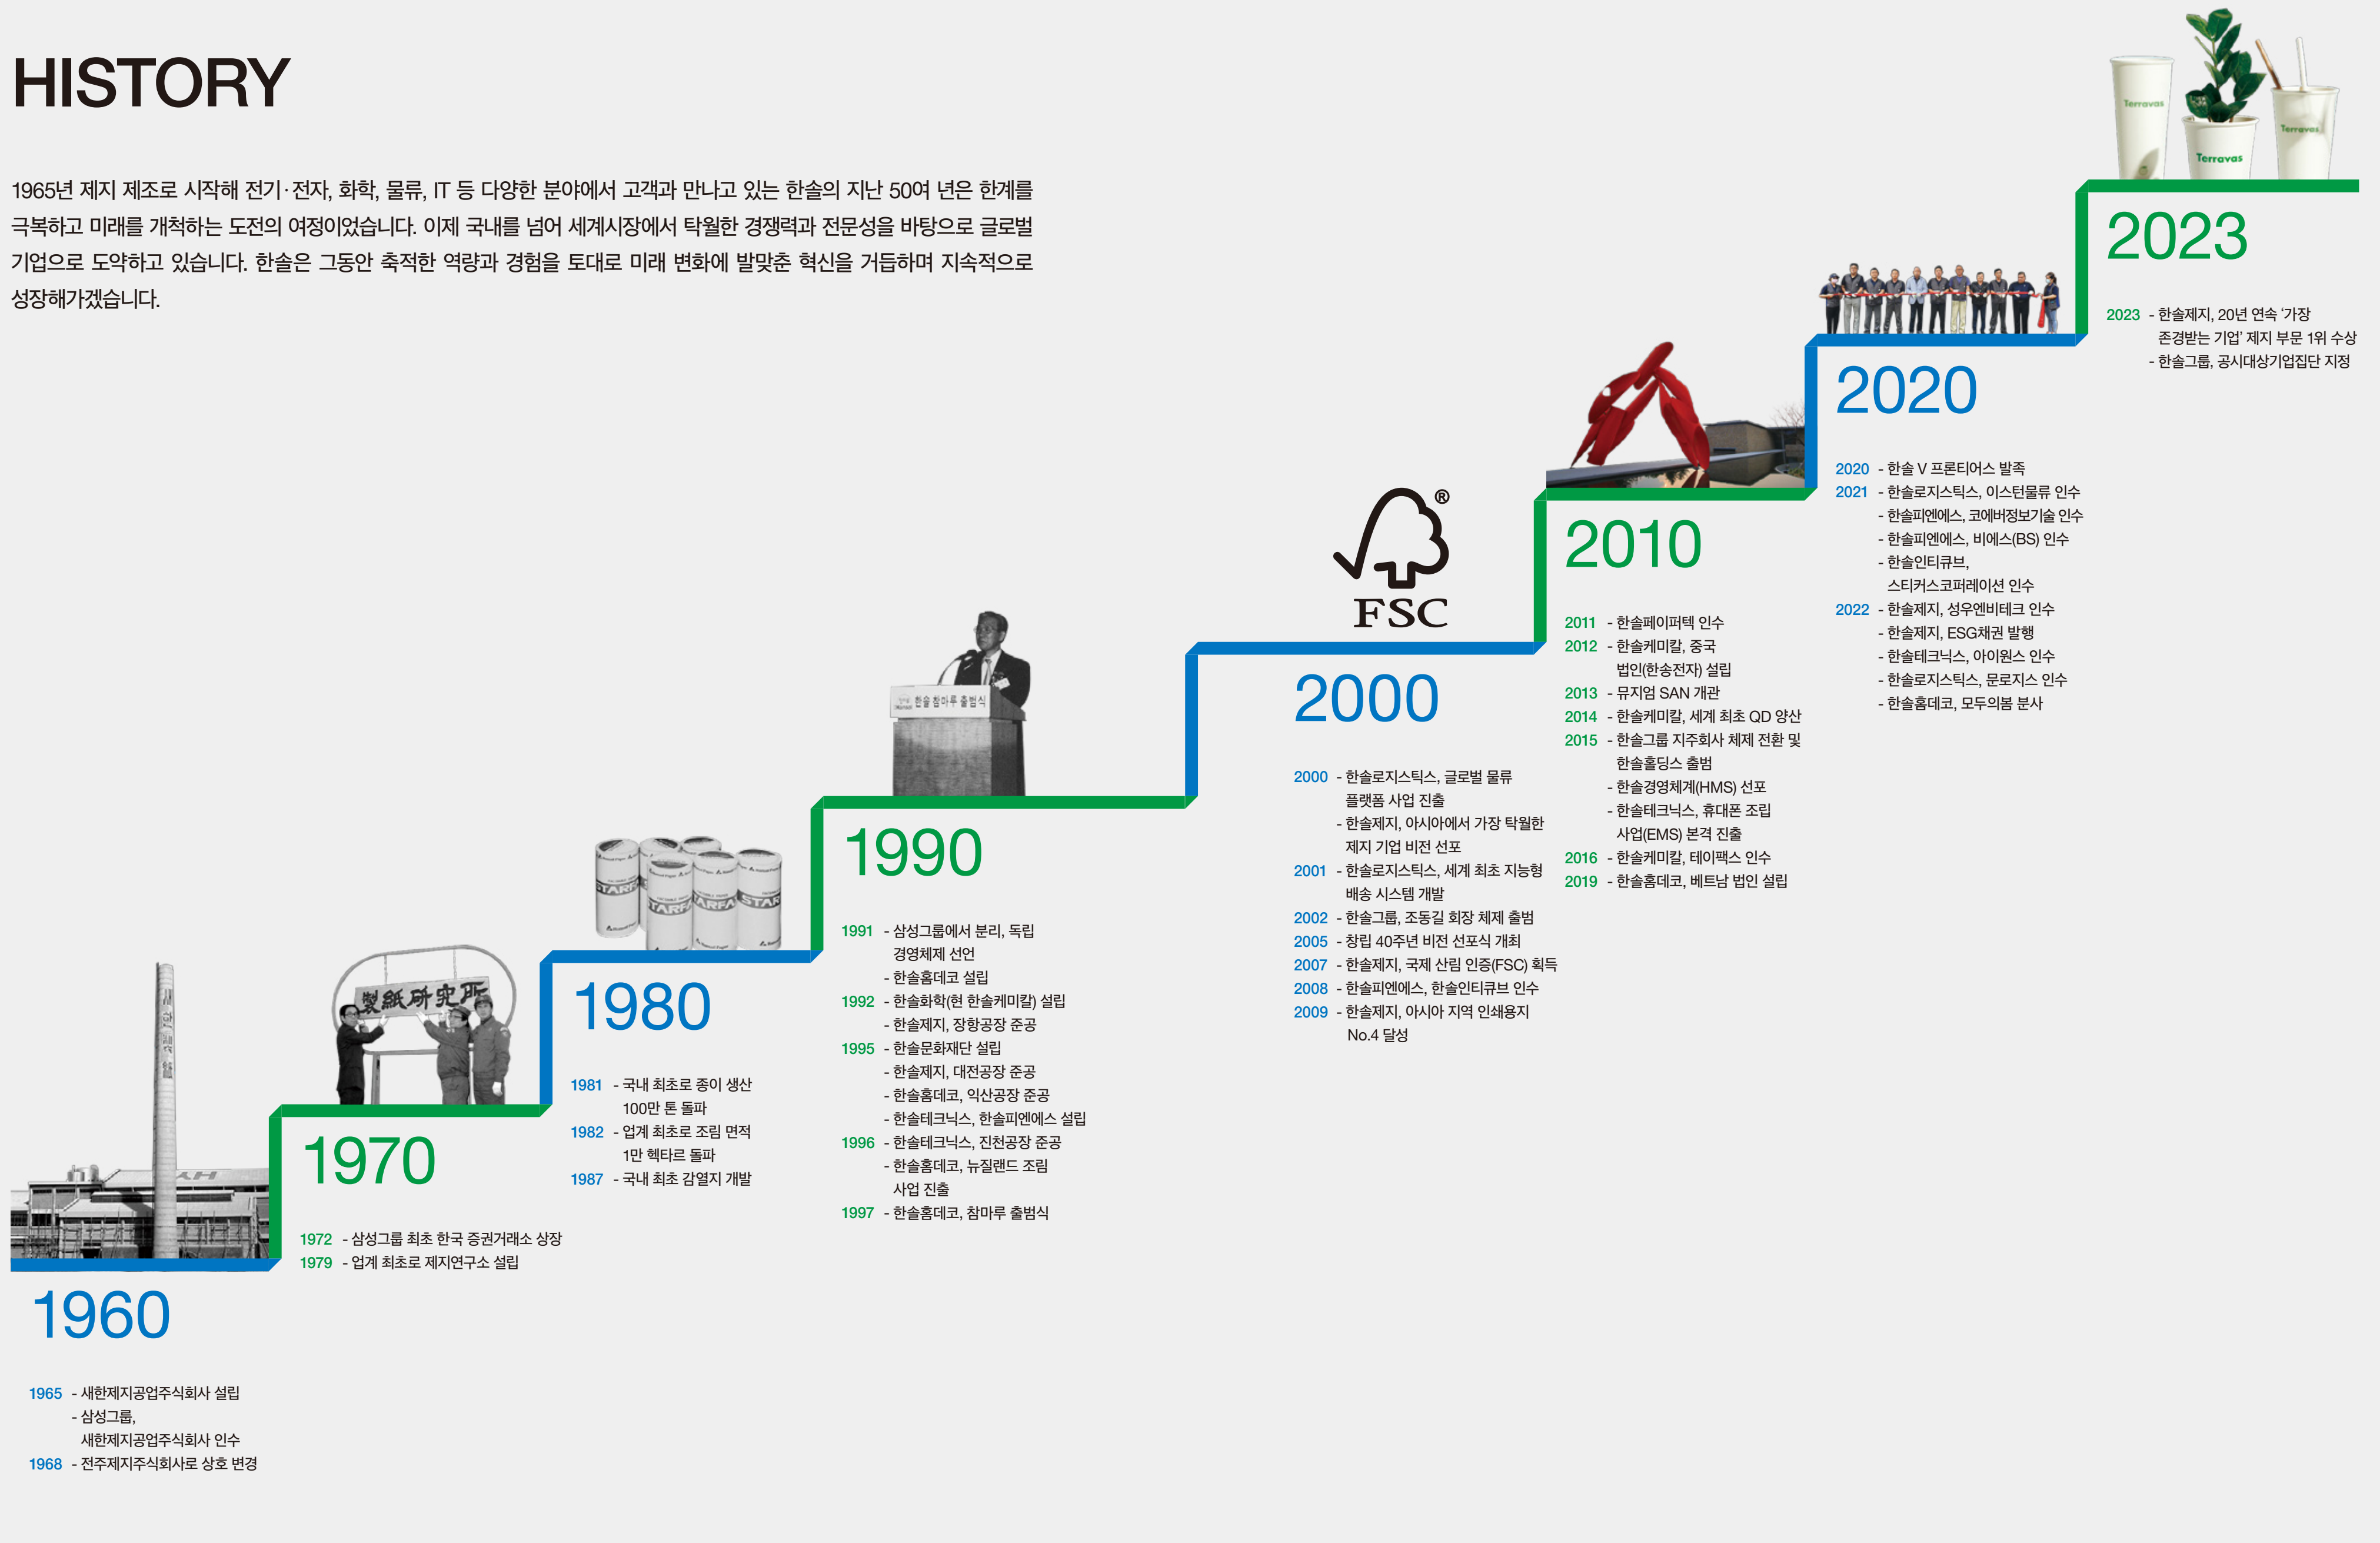 HISTORY
1965년 제지 제조로 시작해 전기·전자, 화학, 물류, IT 등 다양한 분야에서 고객과 만나고 있는 한솔의 지난 50여 년은 한계를
극복하고 미래를 개척하는 도전의 여정이었습니다. 이제 국내를 넘어 세계시장에서 탁월한 경쟁력과 전문성을 바탕으로 글로벌
기업으로 도약하고 있습니다. 한솔은 그동안 축적한 역량과 경험을 토대로 미래 변화에 발맞춘 혁신을 거듭하며 지속적으로
성장해가겠습니다.
1960
1965 - 새한제지공업주식회사 설립
- 삼성그룹,
새한제지공업주식회사 인수
1968 - 전주제지주식회사로 상호 변경
製紙研究所
1970
1972 - 삼성그룹 최초 한국 증권거래소 상장
1979 - 업계 최초로 제지연구소 설립
STARFA
TARFA
ARFA
STAR
1980
1981 - 국내 최초로 종이 생산
100만 톤 돌파
1982 - 업계 최초로 조림 면적
1만 헥타르 돌파
1987 - 국내 최초 감열지 개발
한솔 참마루 출범식
1990
1991 - 삼성그룹에서 분리, 독립
경영체제 선언
- 한솔홈데코 설립
1992 - 한솔화학(현 한솔케미칼) 설립
- 한솔제지, 장항공장 준공
1995 - 한솔문화재단 설립
- 한솔제지, 대전공장 준공
- 한솔홈데코, 익산공장 준공
- 한솔테크닉스, 한솔피엔에스 설립
1996 - 한솔테크닉스, 진천공장 준공
- 한솔홈데코, 뉴질랜드 조림
사업 진출
1997 - 한솔홈데코, 참마루 출범식
®
FSC
2000
2000 - 한솔로지스틱스, 글로벌 물류
플랫폼 사업 진출
- 한솔제지, 아시아에서 가장 탁월한
제지 기업 비전 선포
2001 - 한솔로지스틱스, 세계 최초 지능형
배송 시스템 개발
2002 - 한솔그룹, 조동길 회장 체제 출범
2005 - 창립 40주년 비전 선포식 개최
2007 - 한솔제지, 국제 산림 인증(FSC) 획득
2008 - 한솔피엔에스, 한솔인티큐브 인수
2009 - 한솔제지, 아시아 지역 인쇄용지
No.4 달성
2010
2011 - 한솔페이퍼텍 인수
2012 - 한솔케미칼, 중국
법인(한송전자) 설립
2013 - 뮤지엄 SAN 개관
2014 - 한솔케미칼, 세계 최초 QD 양산
2015 - 한솔그룹 지주회사 체제 전환 및
한솔홀딩스 출범
- 한솔경영체계(HMS) 선포
- 한솔테크닉스, 휴대폰 조립
사업(EMS) 본격 진출
2016 - 한솔케미칼, 테이팩스 인수
2019 - 한솔홈데코, 베트남 법인 설립
2020
2020 - 한솔 V 프론티어스 발족
2021 - 한솔로지스틱스, 이스턴물류 인수
- 한솔피엔에스, 코에버정보기술 인수
- 한솔피엔에스, 비에스(BS) 인수
- 한솔인티큐브,
스티커스코퍼레이션 인수
2022 - 한솔제지, 성우엔비테크 인수
- 한솔제지, ESG채권 발행
- 한솔테크닉스, 아이원스 인수
- 한솔로지스틱스, 문로지스 인수
- 한솔홈데코, 모두의봄 분사
Terravas
Terravas
Terravas
2023
2023 - 한솔제지, 20년 연속 '가장
존경받는 기업' 제지 부문 1위 수상
- 한솔그룹, 공시대상기업집단 지정